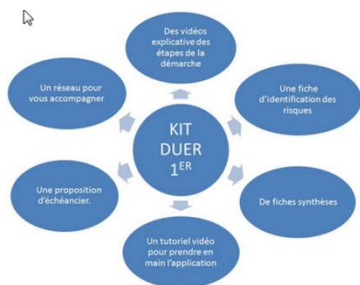 Des vidéos
explicative des
étapes de la
démarche
Un réseau pour
vous accompagner
Une fiche
d'identification des
risques
KIT
DUER
1ER
Une proposition
d'échéancier.
De fiches synthèses
Un tutoriel vidéo
pour prendre en
main l'application